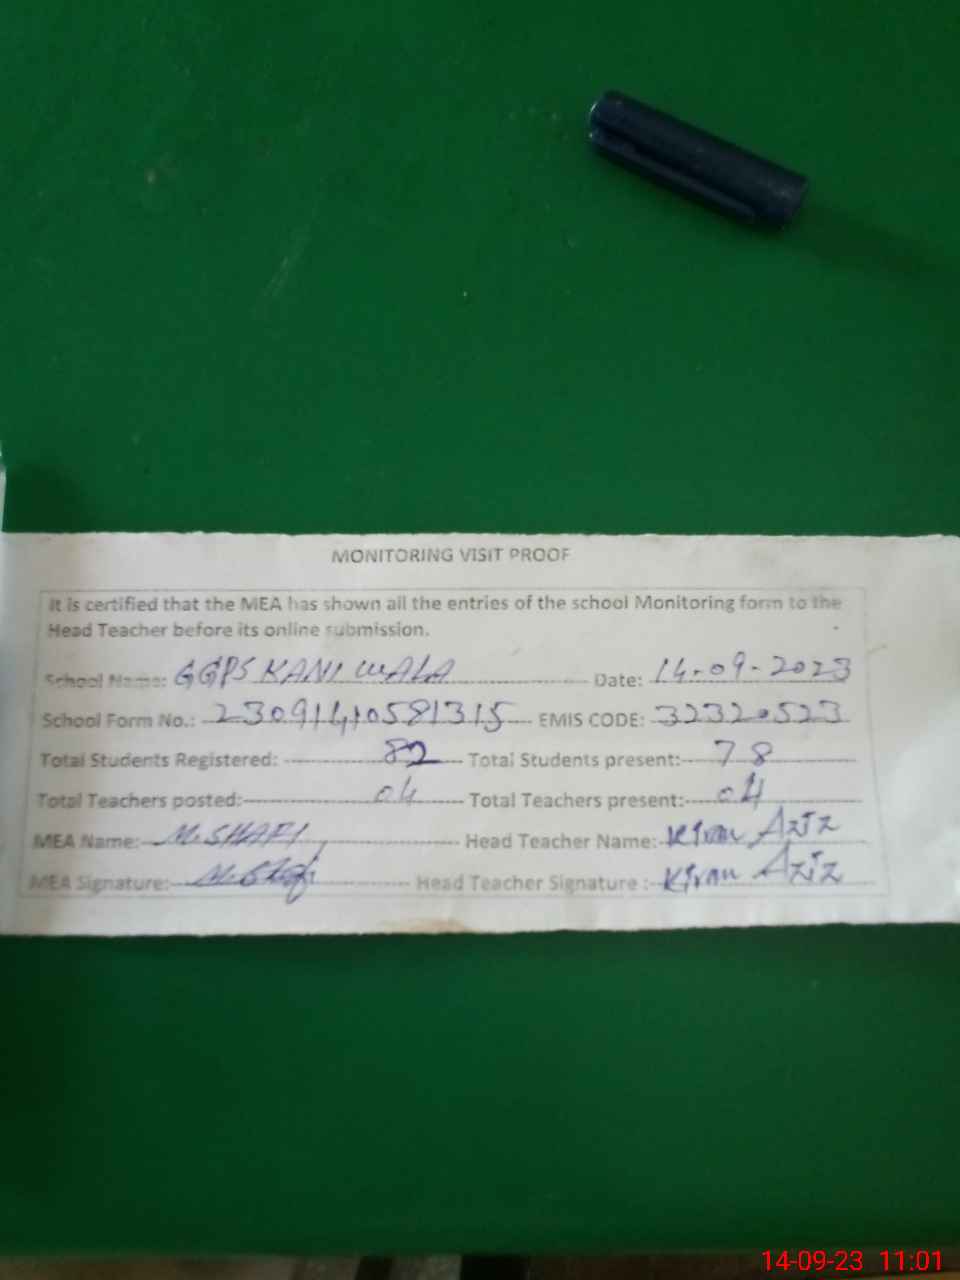 MONITORING VISIT PROOF
It is certified that the MEA has shown all the entries of the school Monitoring form to the
Head Teacher before its online submission.
School Name: GGPS KANI WALA Date: 14-09-2023
School Form No.: 23091410581315 EMIS CODE: 32320523
Total Students Registered: 82 Total Students present: 78
Total Teachers posted: 04 Total Teachers present: 04
MEA Name: M. SHAFI Head Teacher Name: Kiran Aziz
MEA Signature: M. Shafi Head Teacher Signature : Kiran Aziz
14-09-23 11:01